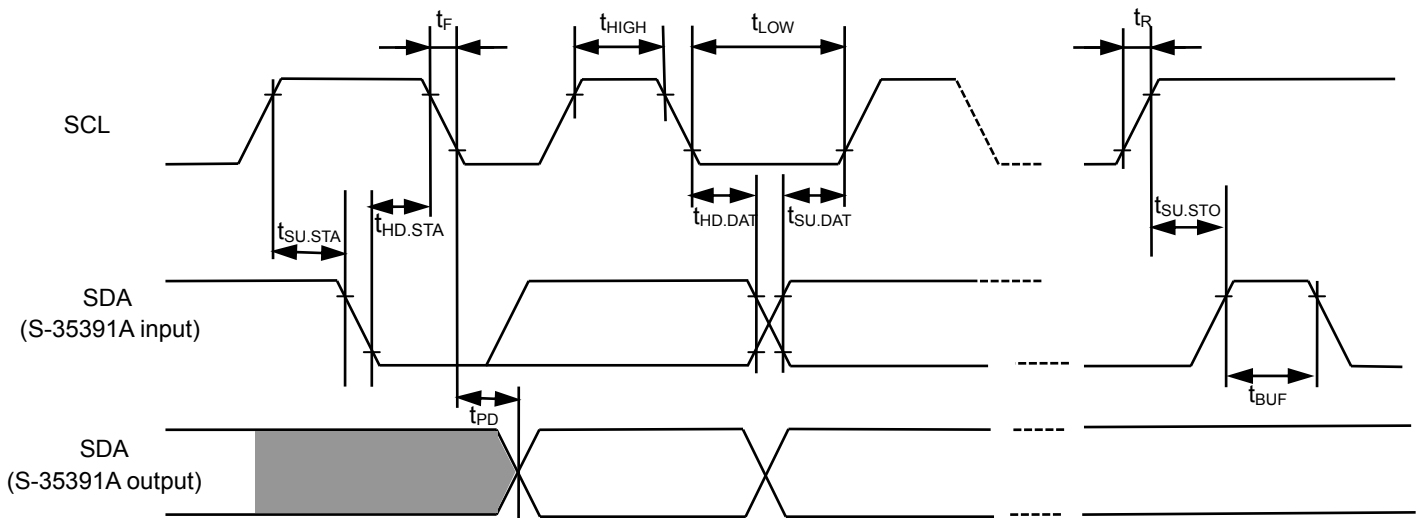 tF
tHIGH
tLOW
tR
SCL
tSU.STA
tHD.STA
tHD.DAT
tSU.DAT
tSU.STO
SDA
(S-35391A input)
tBUF
tPD
SDA
(S-35391A output)